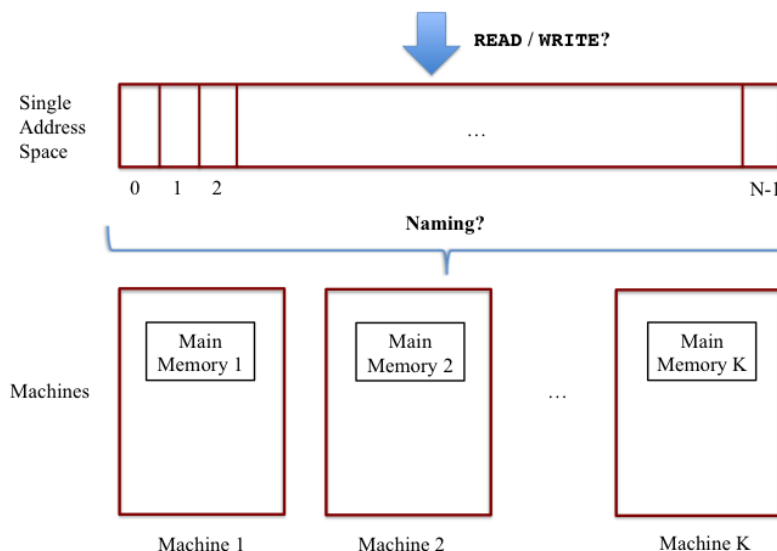 READ / WRITE?
Single
Address
Space
...
0 1 2 N-1
Naming?
Main
Memory 1
Main
Memory 2
Main
Memory K
Machines
...
Machine 1 Machine 2 Machine K